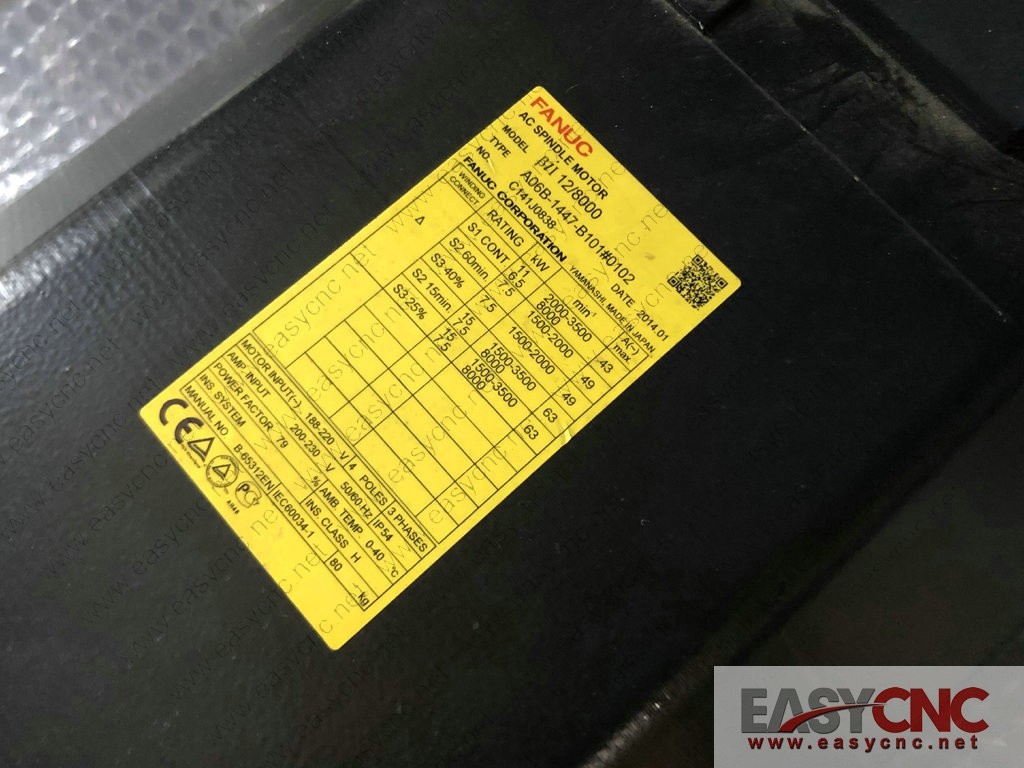 FANUC
AC SPINDLE MOTOR
MODEL βiI 12/8000
TYPE A06B-1447-B101#0102
NO. C141J0838 DATE 2014.01
FANUC CORPORATION YAMANASHI, MADE IN JAPAN
WINDING CONNECT RATING kW min⁻¹ A(~) max
Δ S1 CONT. 11 2000-3500 43
6.5 8000
S2 60min. 7.5 1500-2000 49
S3 40% 7.5 1500-2000 49
S2 15min. 15 1500-3500 63
7.5 8000
S3 25% 15 1500-3500 63
7.5 8000
MOTOR INPUT(~) 188-220 V 4 POLES 3 PHASES
AMP.-INPUT 200-230 V 50/60 Hz IP54
POWER FACTOR 79 % AMB TEMP 0-40 °C
INS SYSTEM INS CLASS H
MANUAL NO. B-65312EN IEC60034-1 80 kg
CE
EASYCNC
www.easycnc.net